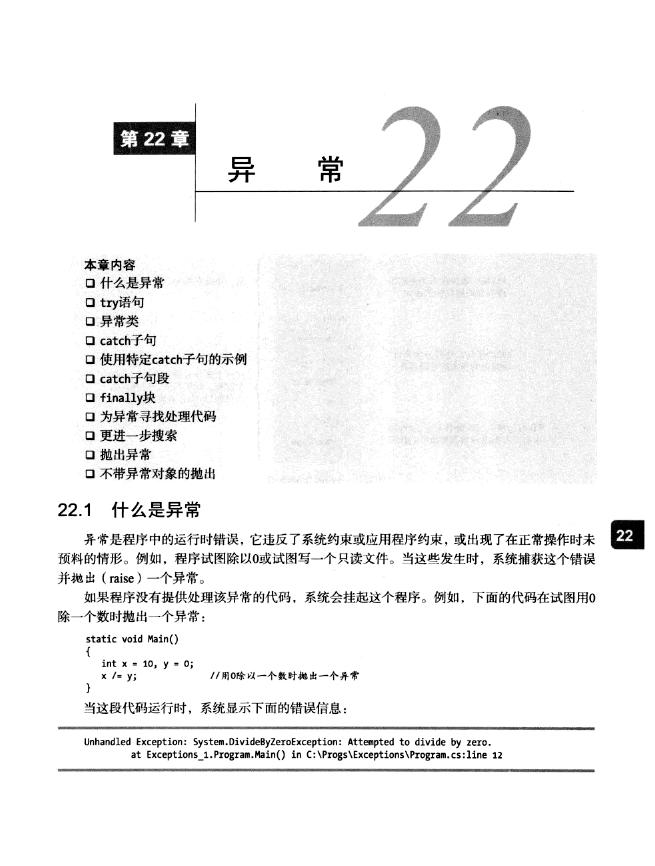 第 22 章
异 常
22
本章内容
❑ 什么是异常
❑ try语句
❑ 异常类
❑ catch子句
❑ 使用特定catch子句的示例
❑ catch子句段
❑ finally块
❑ 为异常寻找处理代码
❑ 更进一步搜索
❑ 抛出异常
❑ 不带异常对象的抛出
22.1 什么是异常
异常是程序中的运行时错误，它违反了系统约束或应用程序约束，或出现了在正常操作时未
预料的情形。例如，程序试图除以0或试图写一个只读文件。当这些发生时，系统捕获这个错误
并抛出（raise）一个异常。
如果程序没有提供处理该异常的代码，系统会挂起这个程序。例如，下面的代码在试图用0
除一个数时抛出一个异常：
static void Main()
{
int x = 10, y = 0;
x /= y; //用0除以一个数时抛出一个异常
}
当这段代码运行时，系统显示下面的错误信息：
Unhandled Exception: System.DivideByZeroException: Attempted to divide by zero.
at Exceptions_1.Program.Main() in C:\Progs\Exceptions\Program.cs:line 12
22